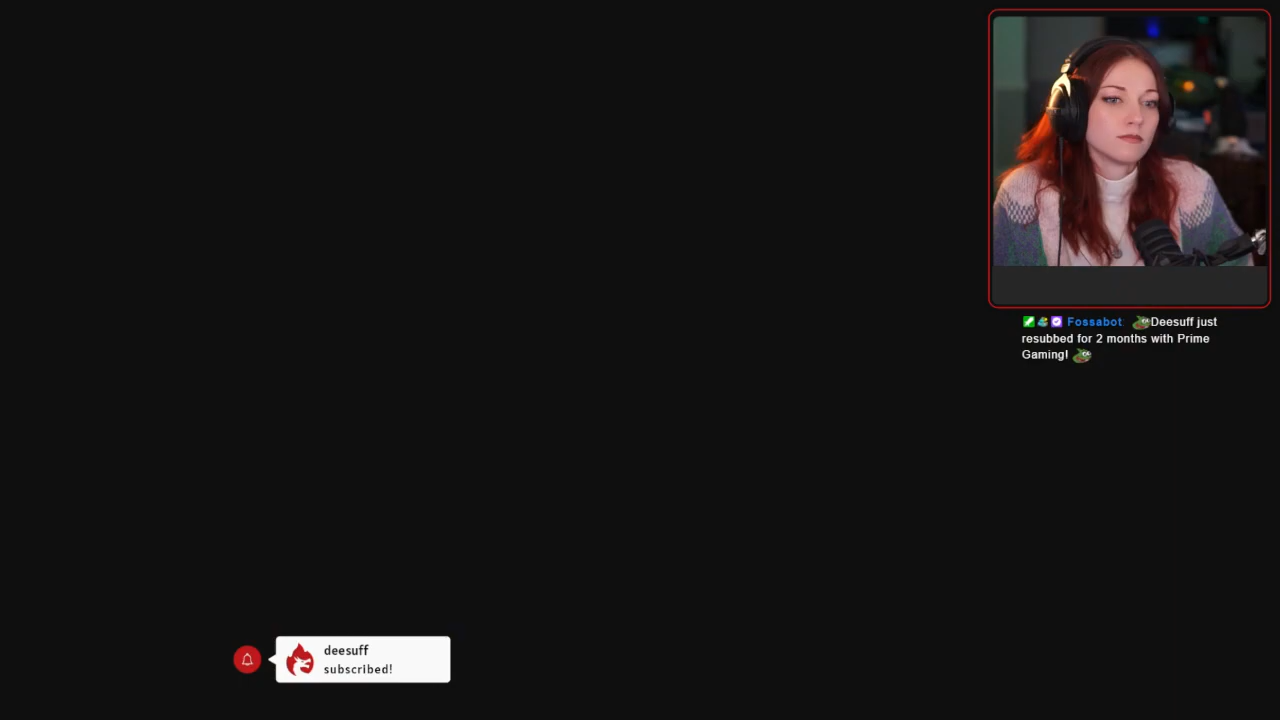 Fossabot: Deesuff just
resubbed for 2 months with Prime
Gaming!
deesuff
subscribed!